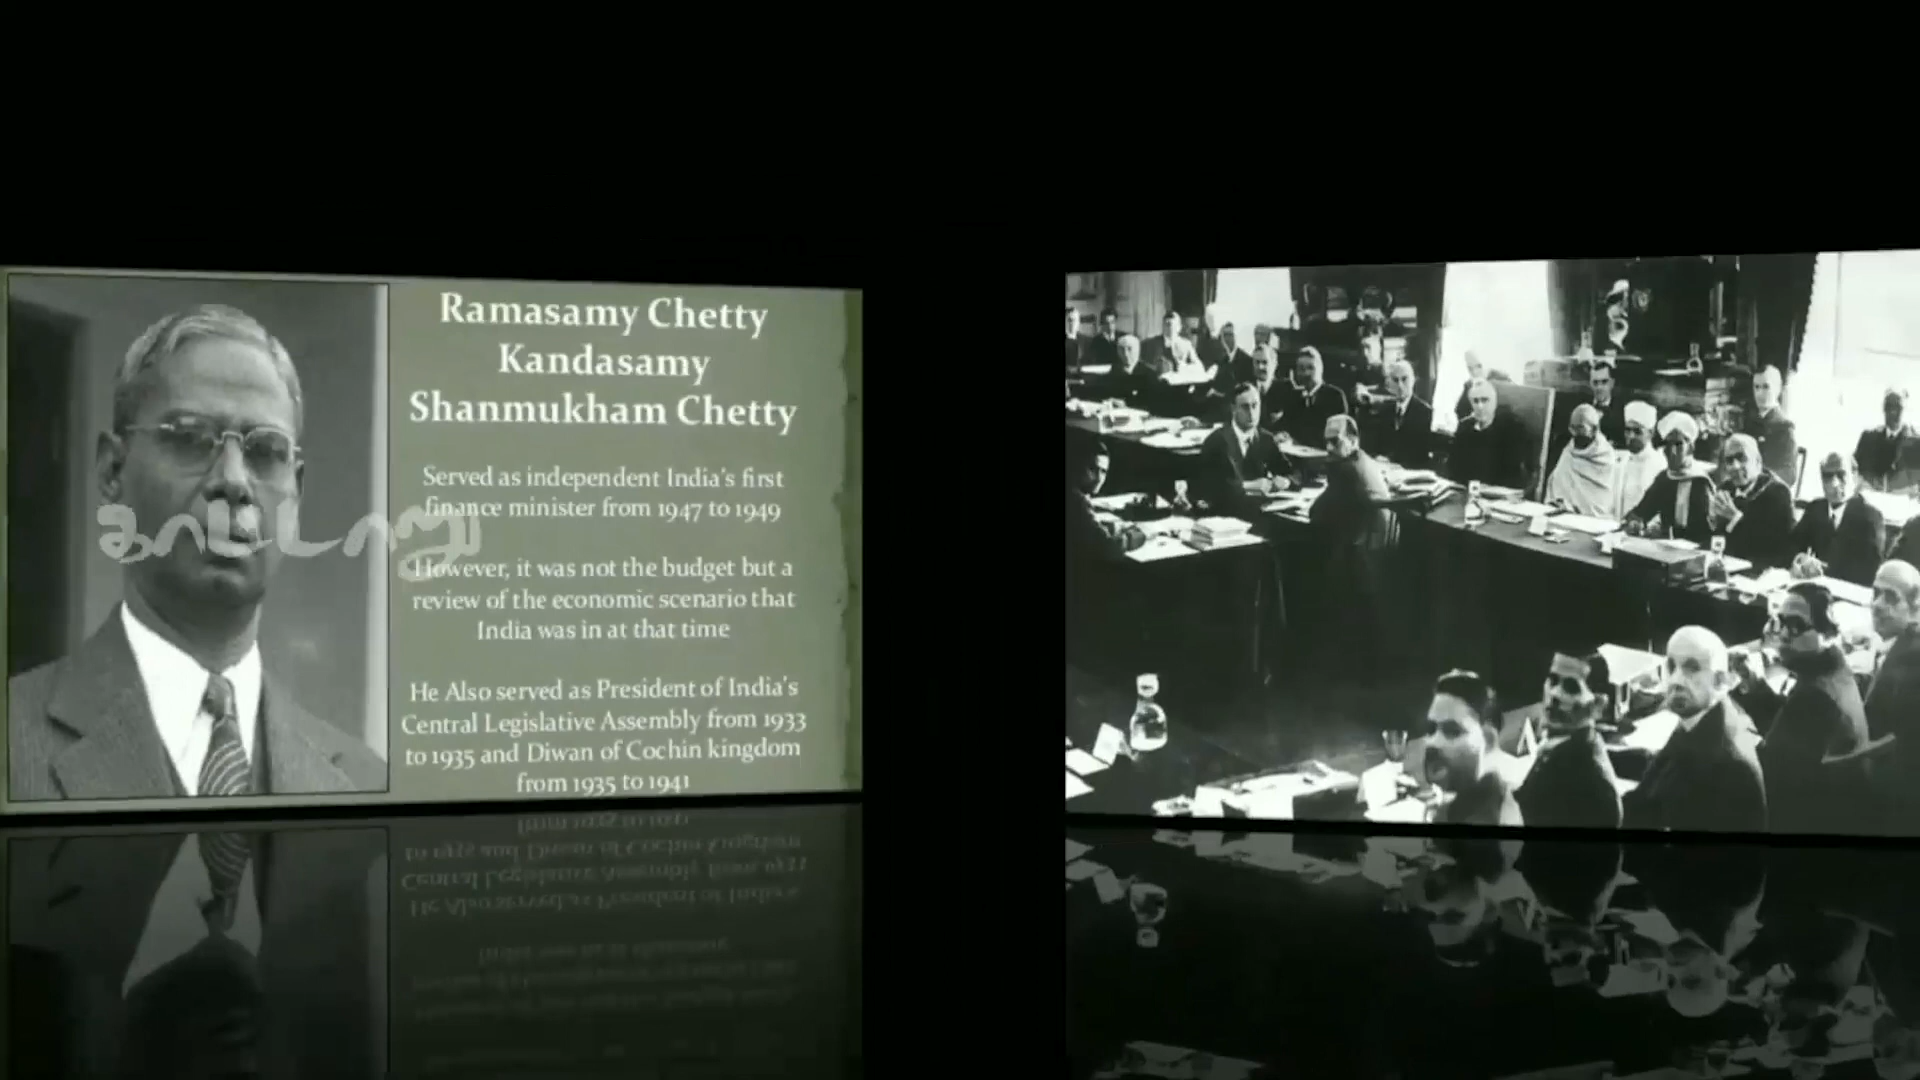 Ramasamy Chetty
Kandasamy
Shanmukham Chetty
Served as independent India's first
finance minister from 1947 to 1949
However, it was not the budget but a
review of the economic scenario that
India was in at that time
He Also served as President of India's
Central Legislative Assembly from 1933
to 1935 and Diwan of Cochin kingdom
from 1935 to 1941
காட்டாறு